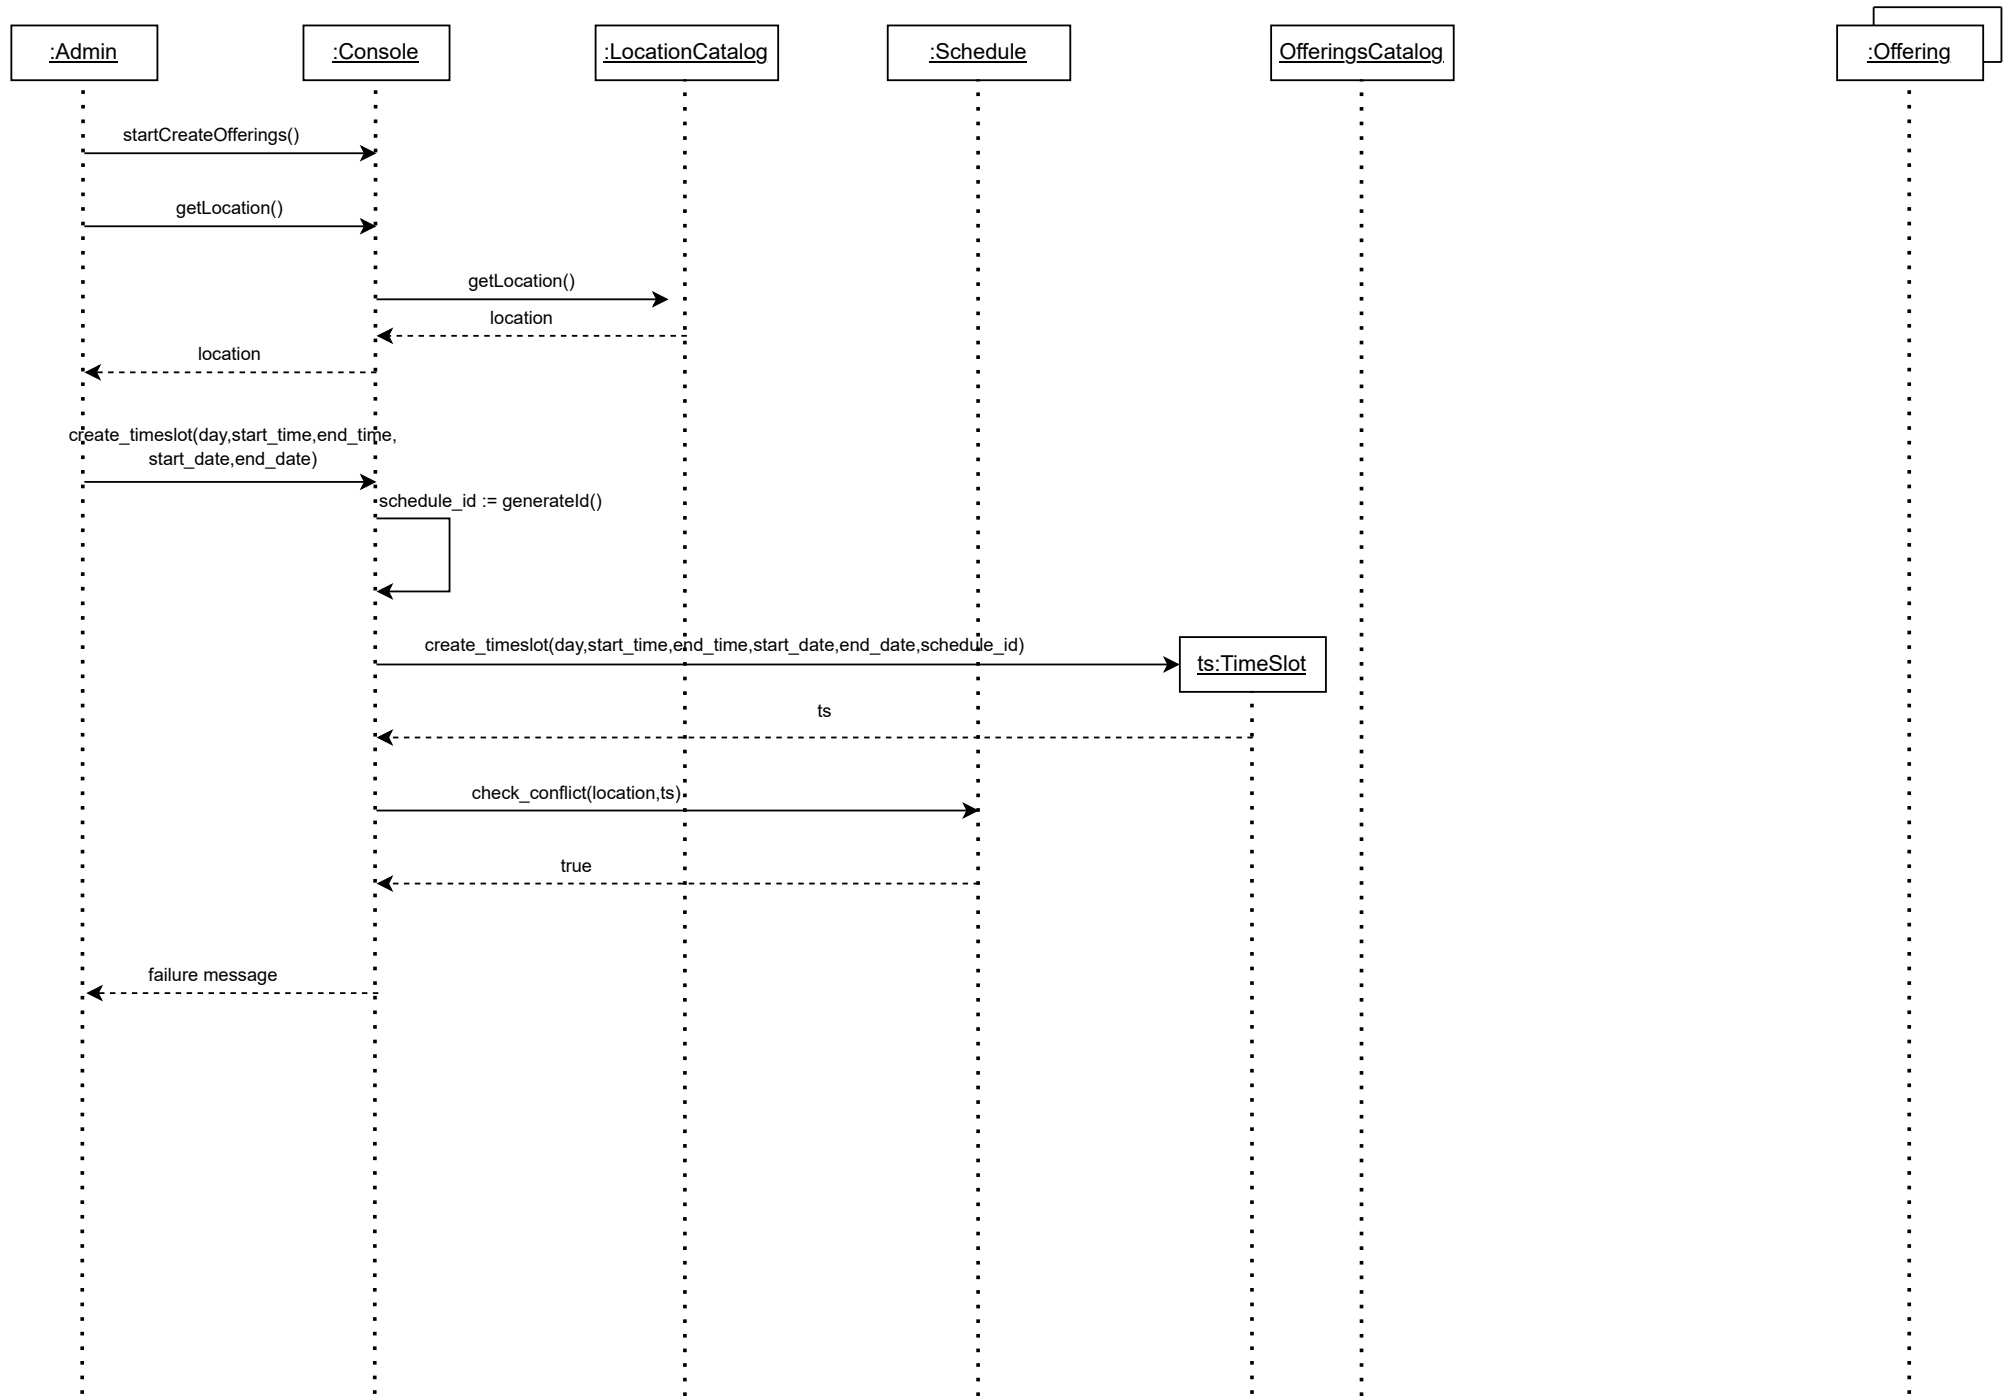 :Admin
:Console
:LocationCatalog
:Schedule
OfferingsCatalog
:Offering
startCreateOfferings()
getLocation()
getLocation()
location
location
create_timeslot(day,start_time,end_time,
start_date,end_date)
schedule_id := generateId()
create_timeslot(day,start_time,end_time,start_date,end_date,schedule_id)
ts:TimeSlot
ts
check_conflict(location,ts)
true
failure message